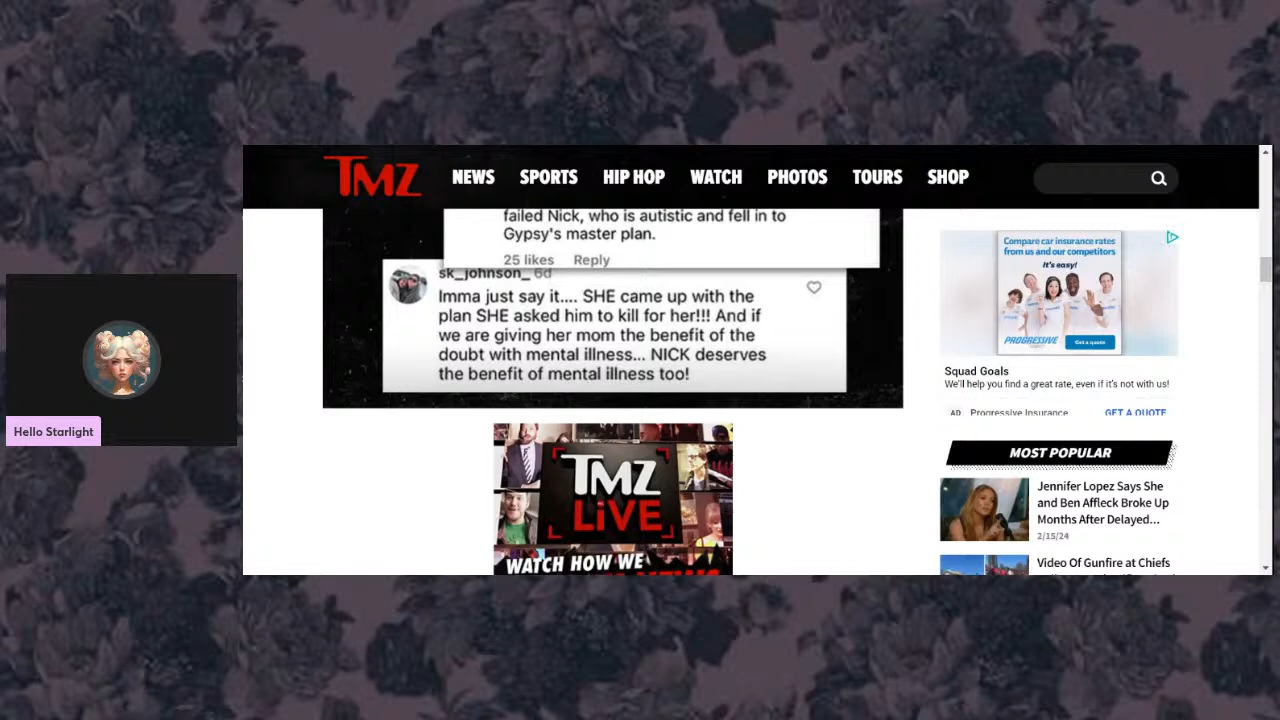 TMZ
NEWS
SPORTS
HIP HOP
WATCH
PHOTOS
TOURS
SHOP
failed Nick, who is autistic and fell in to
Gypsy's master plan.
25 likes Reply
sk_johnson_ 6d
Imma just say it.... SHE came up with the
plan SHE asked him to kill for her!!! And if
we are giving her mom the benefit of the
doubt with mental illness... NICK deserves
the benefit of mental illness too!
TMZ
LiVE
WATCH HOW WE
Compare car insurance rates
from us and our competitors
It's easy!
PROGRESSIVE
Get a quote
Squad Goals
We'll help you find a great rate, even if it's not with us!
AD Progressive Insurance GET A QUOTE
MOST POPULAR
Jennifer Lopez Says She
and Ben Affleck Broke Up
Months After Delayed...
2/15/24
Video Of Gunfire at Chiefs
Hello Starlight